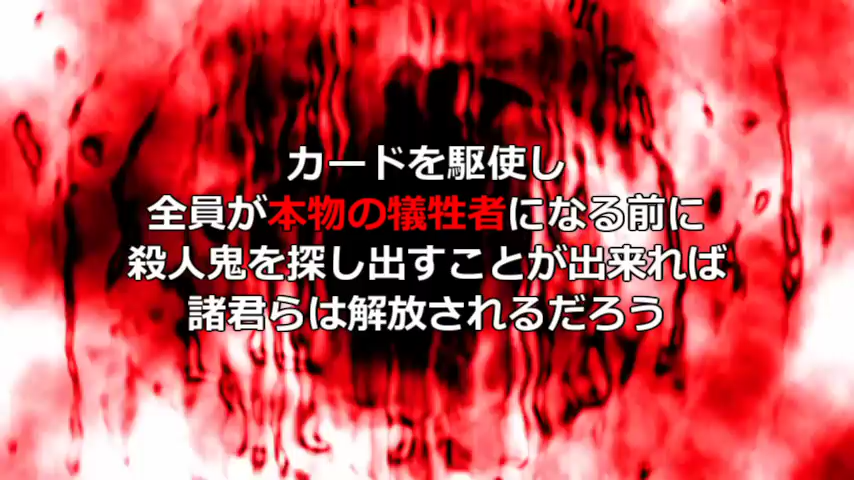 カードを駆使し
全員が本物の犠牲者になる前に
殺人鬼を探し出すことが出来れば
諸君らは解放されるだろう